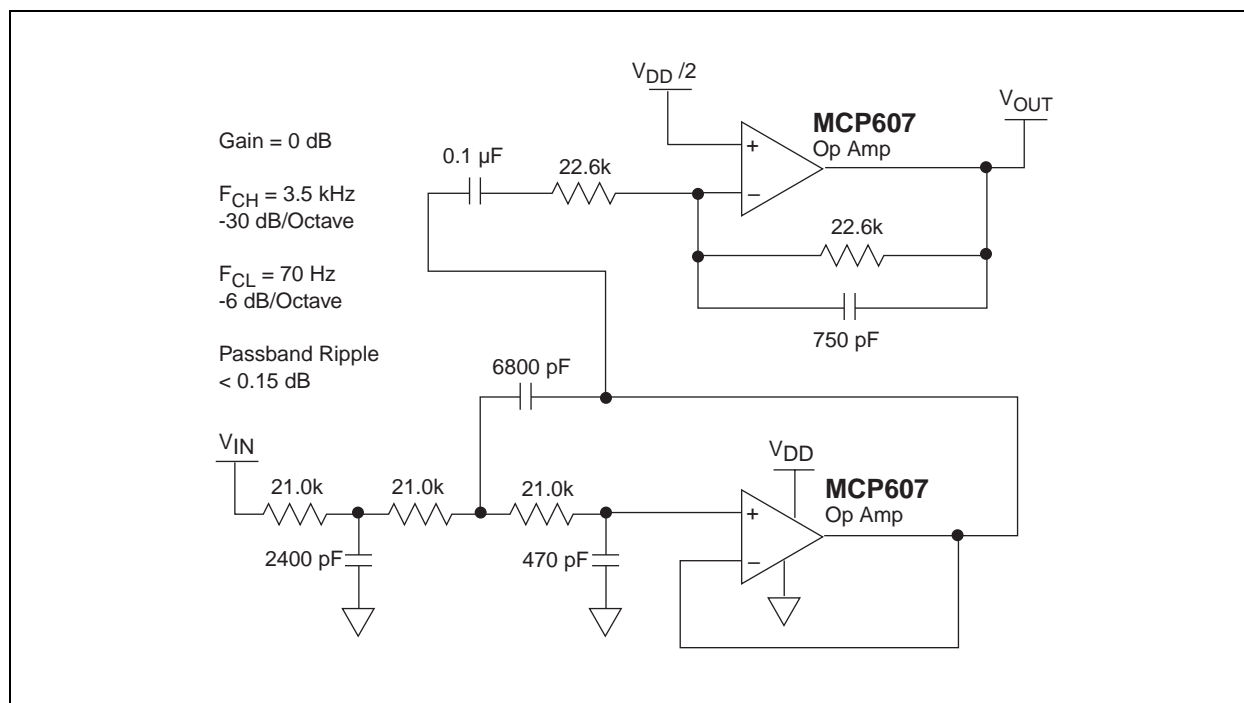 Gain = 0 dB
F_CH = 3.5 kHz
-30 dB/Octave
F_CL = 70 Hz
-6 dB/Octave
Passband Ripple
< 0.15 dB
V_DD /2
V_OUT
MCP607
Op Amp
+
−
0.1 µF
22.6k
22.6k
750 pF
6800 pF
V_IN
21.0k
21.0k
21.0k
2400 pF
470 pF
V_DD
MCP607
Op Amp
+
−